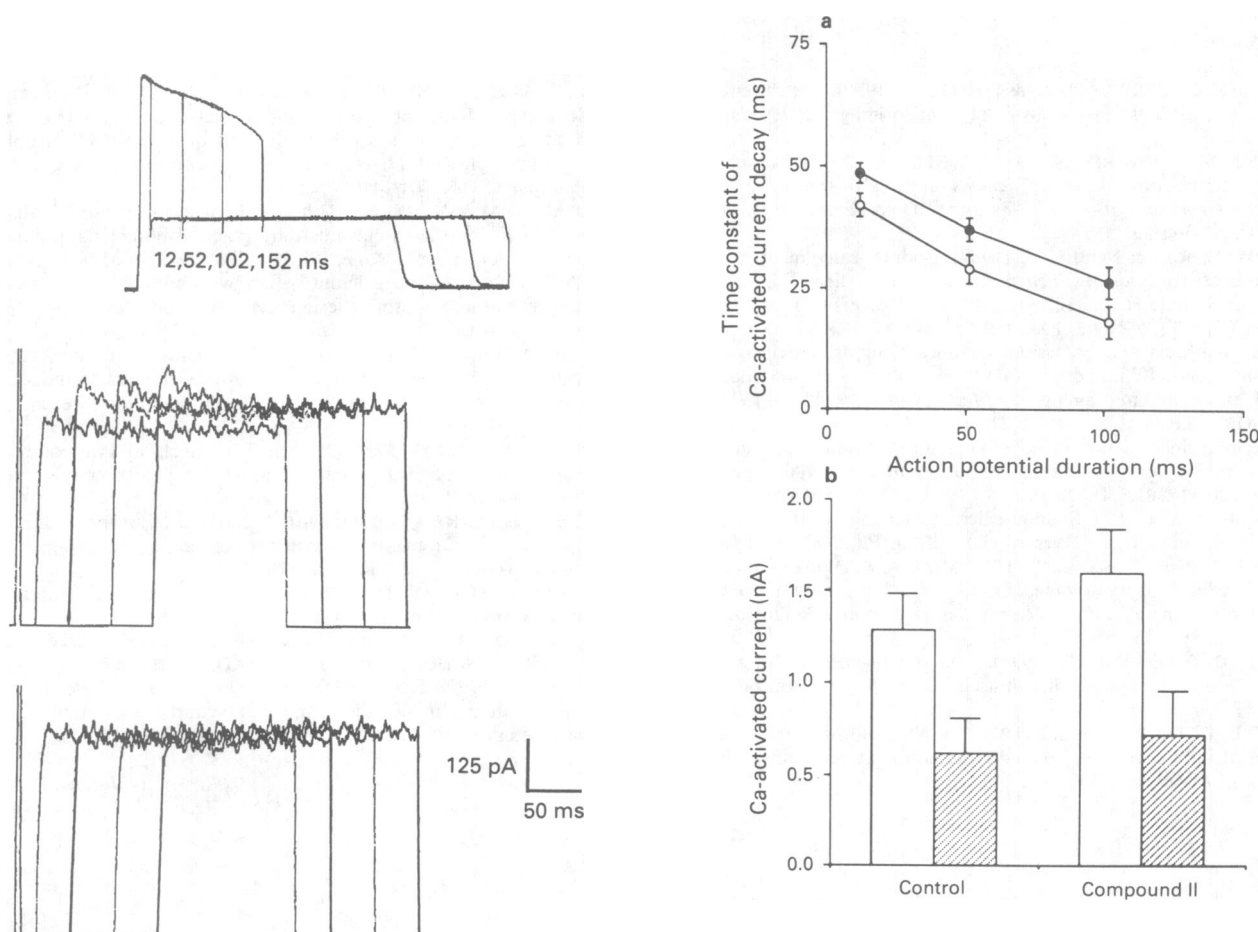 12,52,102,152 ms
125 pA
50 ms
a
Time constant of
Ca-activated current decay (ms)
75
50
25
0
0
50
100
150
Action potential duration (ms)
b
Ca-activated current (nA)
2.0
1.5
1.0
0.5
0.0
Control
Compound II